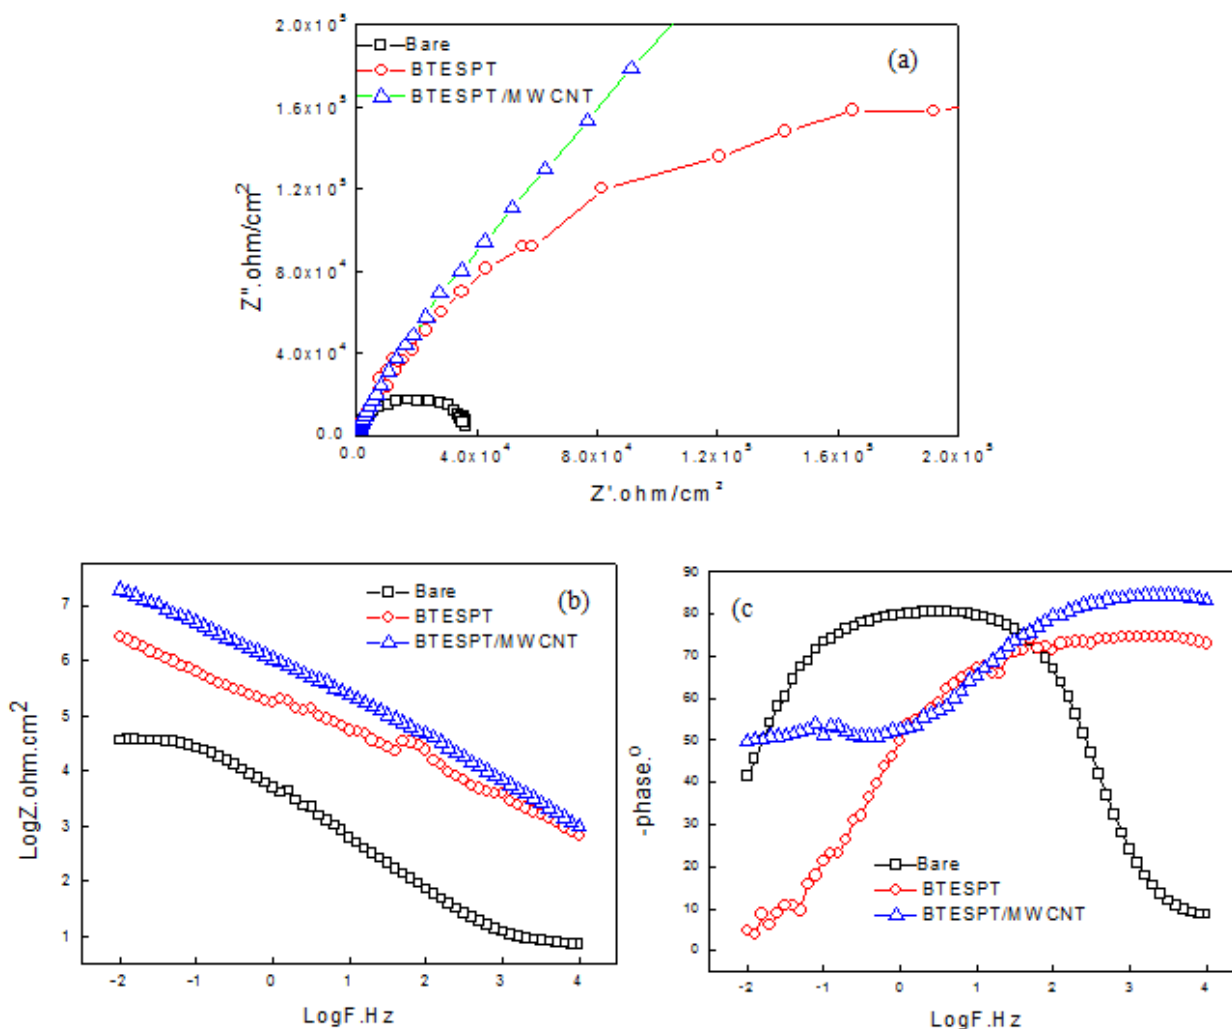 2.0x10⁵
Bare
BTESPT
BTESPT/MWCNT
(a)
1.6x10⁵
1.2x10⁵
8.0x10⁴
4.0x10⁴
0.0
Z".ohm/cm²
0.0 4.0x10⁴ 8.0x10⁴ 1.2x10⁵ 1.6x10⁵ 2.0x10⁵
Z'.ohm/cm²
Bare
BTESPT
BTESPT/MWCNT
(b)
7
6
5
4
3
2
1
LogZ.ohm.cm²
-2 -1 0 1 2 3 4
LogF.Hz
(c
90
80
70
60
50
40
30
20
10
0
-phase.⁰
Bare
BTESPT
BTESPT/MWCNT
-2 -1 0 1 2 3 4
LogF.Hz